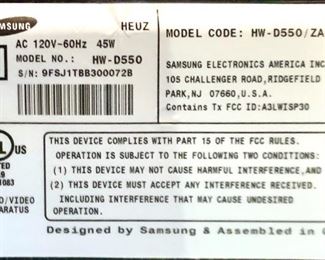 SAMSUNG HEUZ
AC 120V~60Hz 45W
MODEL NO.: HW-D550
S/N: 9FSJ1TBB300072B
MODEL CODE: HW-D550/ZA
SAMSUNG ELECTRONICS AMERICA INC
105 CHALLENGER ROAD, RIDGEFIELD
PARK, NJ 07660, U.S.A.
Contains Tx FCC ID: A3LWISP30
US
1083
O/VIDEO
PARATUS
THIS DEVICE COMPLIES WITH PART 15 OF THE FCC RULES.
OPERATION IS SUBJECT TO THE FOLLOWING TWO CONDITIONS:
(1) THIS DEVICE MAY NOT CAUSE HARMFUL INTERFERENCE,AND
(2) THIS DEVICE MUST ACCEPT ANY INTERFERENCE RECEIVED,
INCLUDING INTERFERENCE THAT MAY CAUSE UNDESIRED
OPERATION.
Designed by Samsung & Assembled in